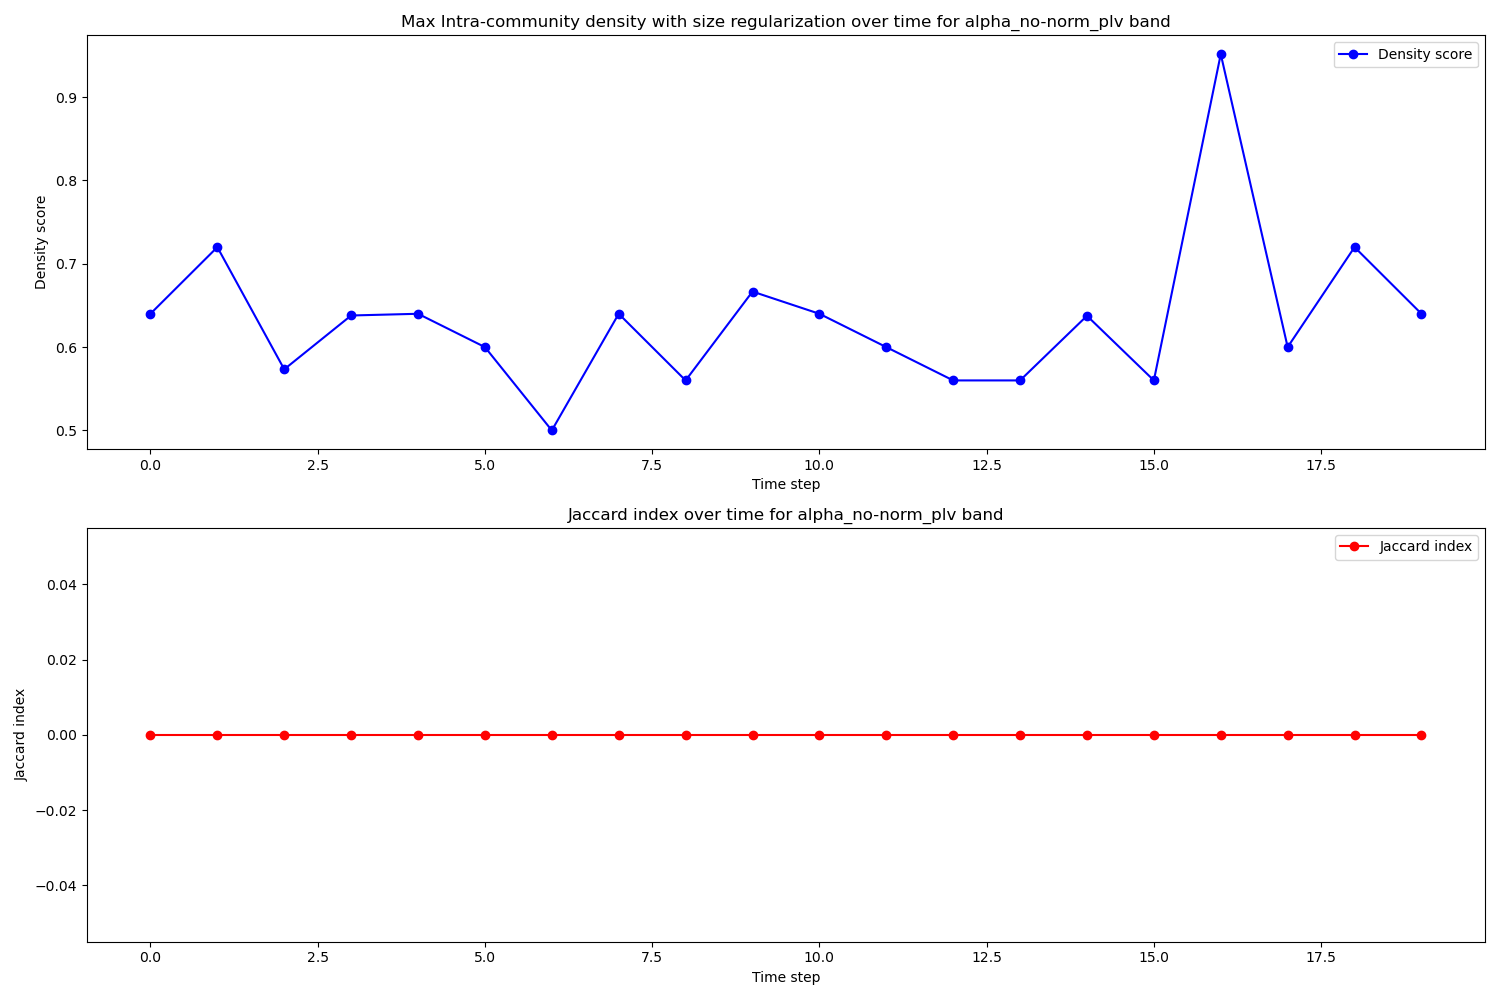 Max Intra-community density with size regularization over time for alpha_no-norm_plv band
Density score
0.9
0.8
0.7
0.6
0.5
Density score
0.0 2.5 5.0 7.5 10.0 12.5 15.0 17.5
Time step
Jaccard index over time for alpha_no-norm_plv band
Jaccard index
0.04
0.02
0.00
−0.02
−0.04
Jaccard index
0.0 2.5 5.0 7.5 10.0 12.5 15.0 17.5
Time step